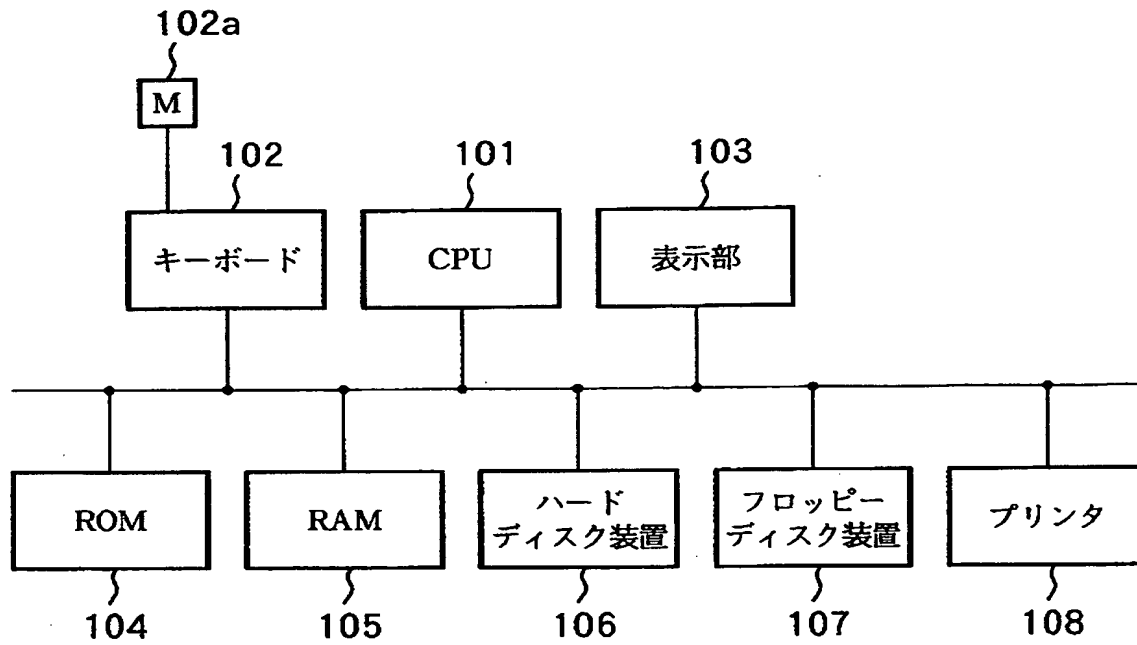 102a
M
102
101
103
キーボード
CPU
表示部
ROM
RAM
ハード
ディスク装置
フロッピー
ディスク装置
プリンタ
104
105
106
107
108